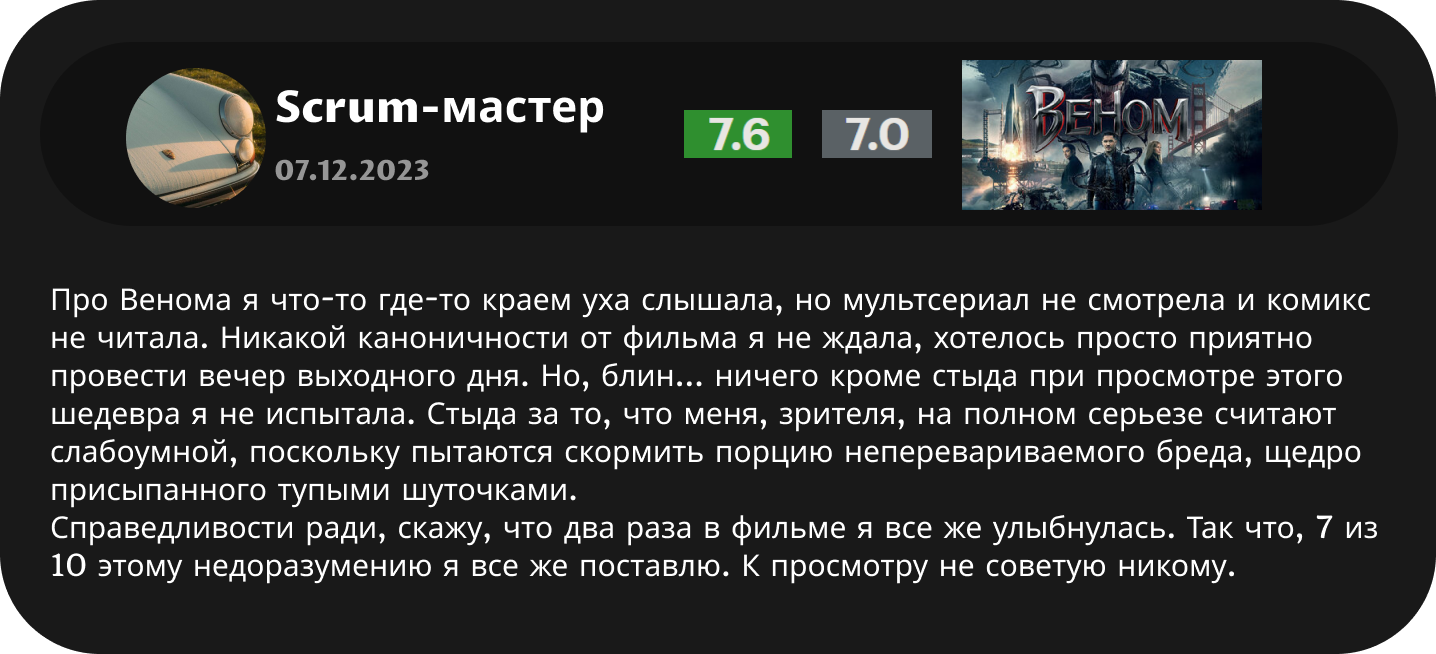 Scrum-мастер
07.12.2023
7.6
7.0
ВЕНОМ
Про Венома я что-то где-то краем уха слышала, но мультсериал не смотрела и комикс
не читала. Никакой каноничности от фильма я не ждала, хотелось просто приятно
провести вечер выходного дня. Но, блин... ничего кроме стыда при просмотре этого
шедевра я не испытала. Стыда за то, что меня, зрителя, на полном серьезе считают
слабоумной, поскольку пытаются скормить порцию неперевариваемого бреда, щедро
присыпанного тупыми шуточками.
Справедливости ради, скажу, что два раза в фильме я все же улыбнулась. Так что, 7 из
10 этому недоразумению я все же поставлю. К просмотру не советую никому.